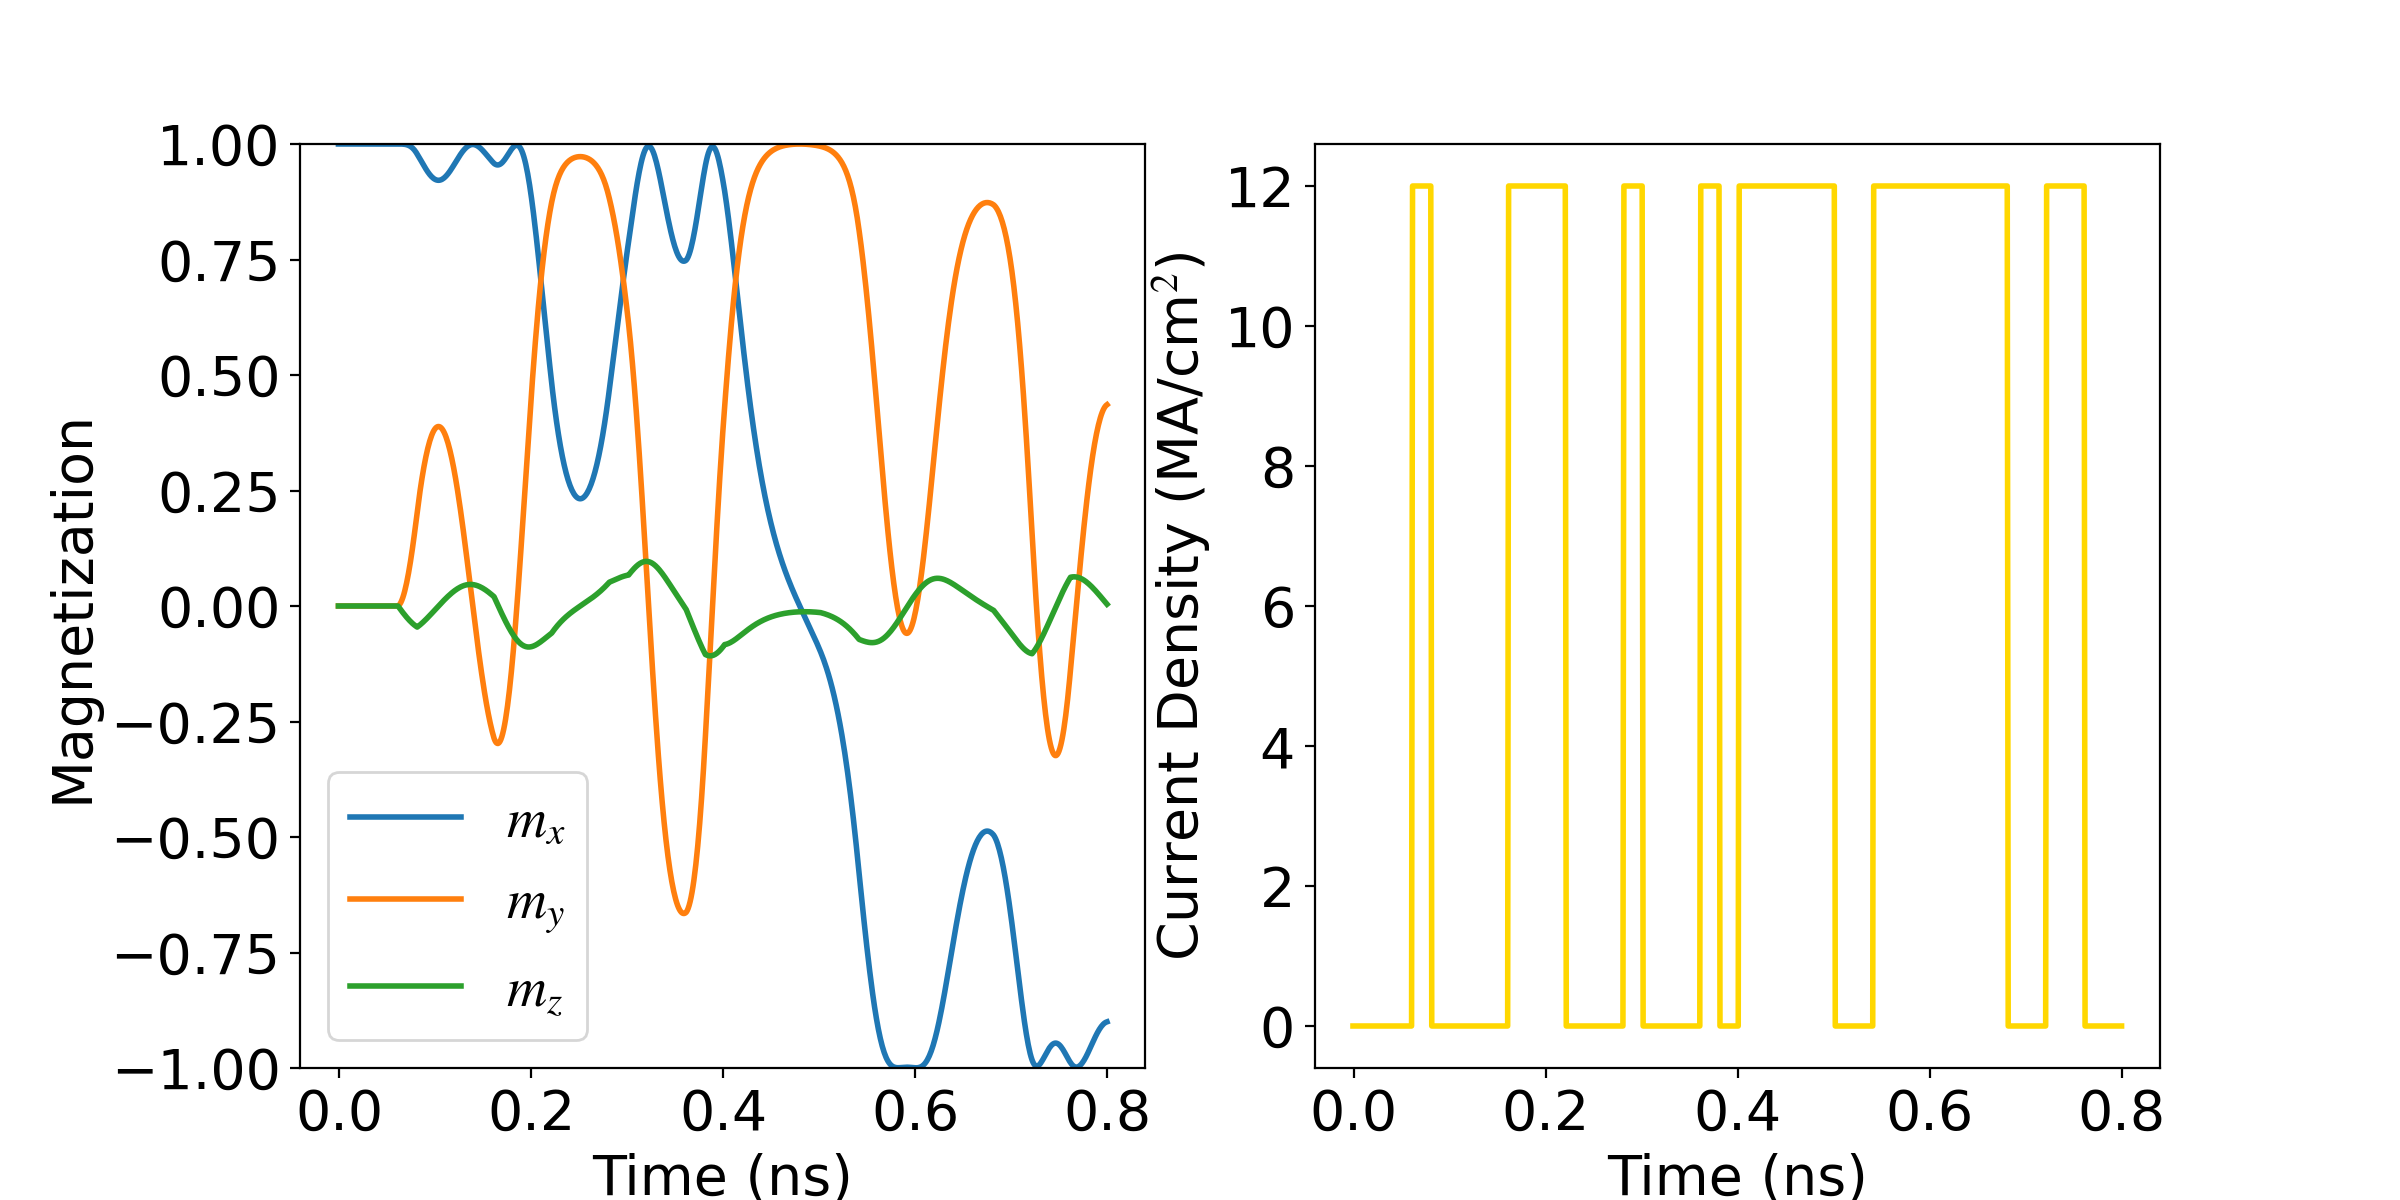 Magnetization
1.00
0.75
0.50
0.25
0.00
−0.25
−0.50
−0.75
−1.00
m_x
m_y
m_z
0.0 0.2 0.4 0.6 0.8
Time (ns)
Current Density (MA/cm²)
12
10
8
6
4
2
0
0.0 0.2 0.4 0.6 0.8
Time (ns)